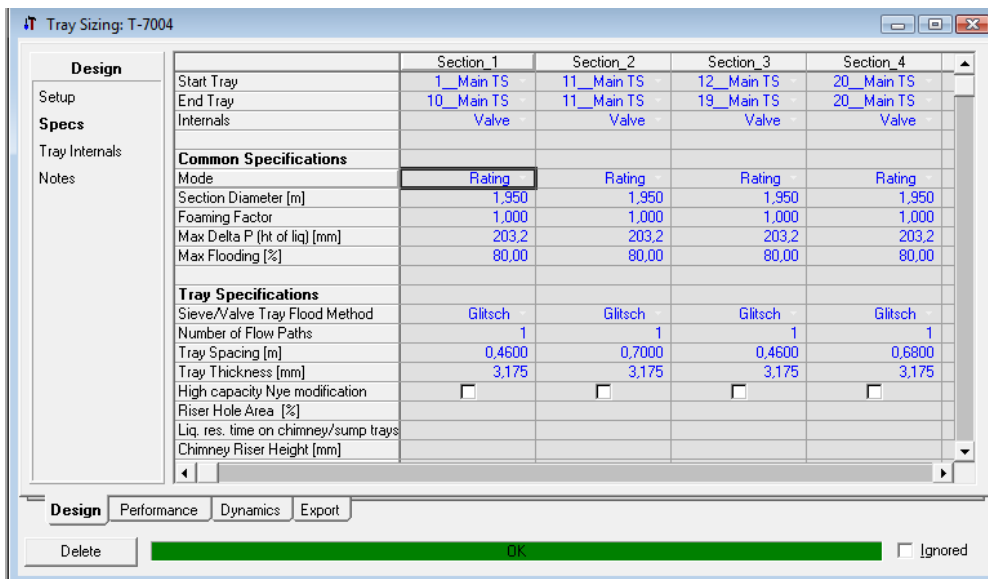 Tray Sizing: T-7004
Design
Setup
Specs
Tray Internals
Notes
Section_1 Section_2 Section_3 Section_4
Start Tray 1__Main TS 11__Main TS 12__Main TS 20__Main TS
End Tray 10__Main TS 11__Main TS 19__Main TS 20__Main TS
Internals Valve Valve Valve Valve
Common Specifications
Mode Rating Rating Rating Rating
Section Diameter [m] 1,950 1,950 1,950 1,950
Foaming Factor 1,000 1,000 1,000 1,000
Max Delta P (ht of liq) [mm] 203,2 203,2 203,2 203,2
Max Flooding [%] 80,00 80,00 80,00 80,00
Tray Specifications
Sieve/Valve Tray Flood Method Glitsch Glitsch Glitsch Glitsch
Number of Flow Paths 1 1 1 1
Tray Spacing [m] 0,4600 0,7000 0,4600 0,6800
Tray Thickness [mm] 3,175 3,175 3,175 3,175
High capacity Nye modification
Riser Hole Area [%]
Liq. res. time on chimney/sump trays
Chimney Riser Height [mm]
Design Performance Dynamics Export
Delete OK Ignored